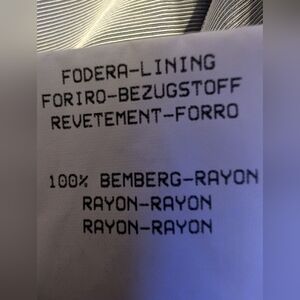 FODERA-LINING
FORIRO-BEZUGSTOFF
REVETEMENT-FORRO
100% BEMBERG-RAYON
RAYON-RAYON
RAYON-RAYON